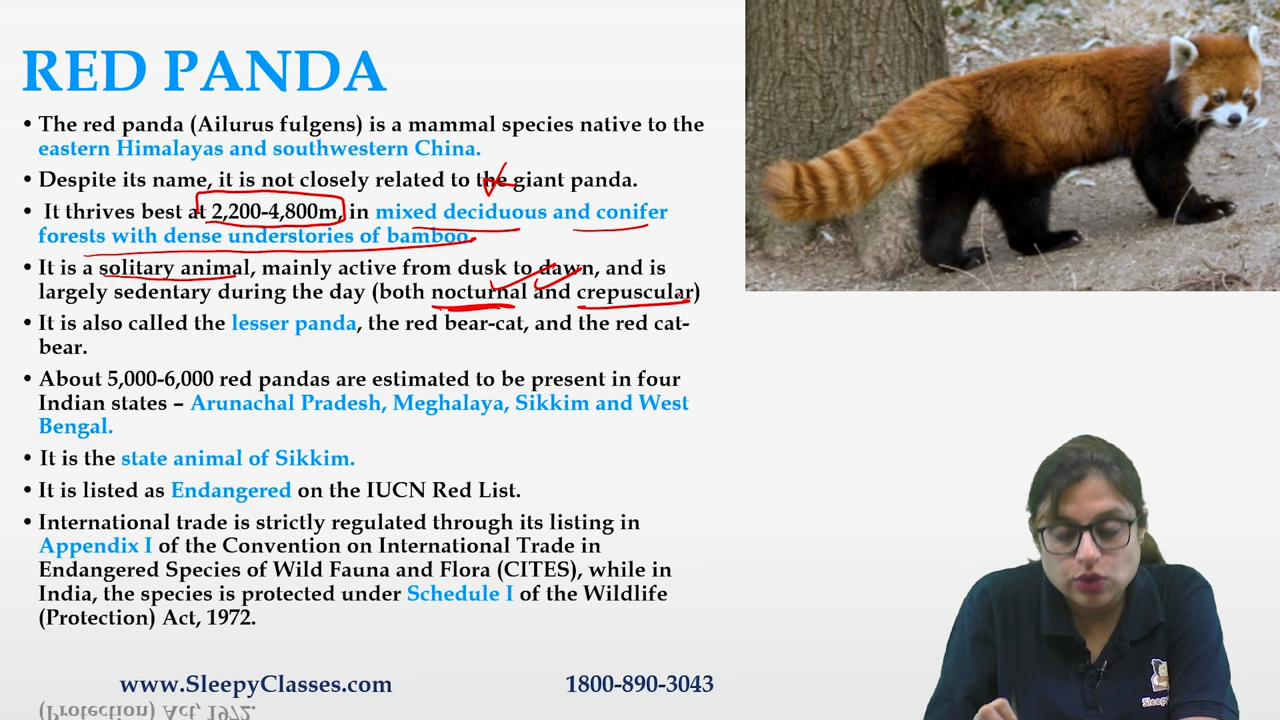 RED PANDA
• The red panda (Ailurus fulgens) is a mammal species native to the
eastern Himalayas and southwestern China.
• Despite its name, it is not closely related to the giant panda.
• It thrives best at 2,200-4,800m, in mixed deciduous and conifer
forests with dense understories of bamboo.
• It is a solitary animal, mainly active from dusk to dawn, and is
largely sedentary during the day (both nocturnal and crepuscular)
• It is also called the lesser panda, the red bear-cat, and the red cat-
bear.
• About 5,000-6,000 red pandas are estimated to be present in four
Indian states – Arunachal Pradesh, Meghalaya, Sikkim and West
Bengal.
• It is the state animal of Sikkim.
• It is listed as Endangered on the IUCN Red List.
• International trade is strictly regulated through its listing in
Appendix I of the Convention on International Trade in
Endangered Species of Wild Fauna and Flora (CITES), while in
India, the species is protected under Schedule I of the Wildlife
(Protection) Act, 1972.
www.SleepyClasses.com 1800-890-3043
(Protection) Act, 1972.